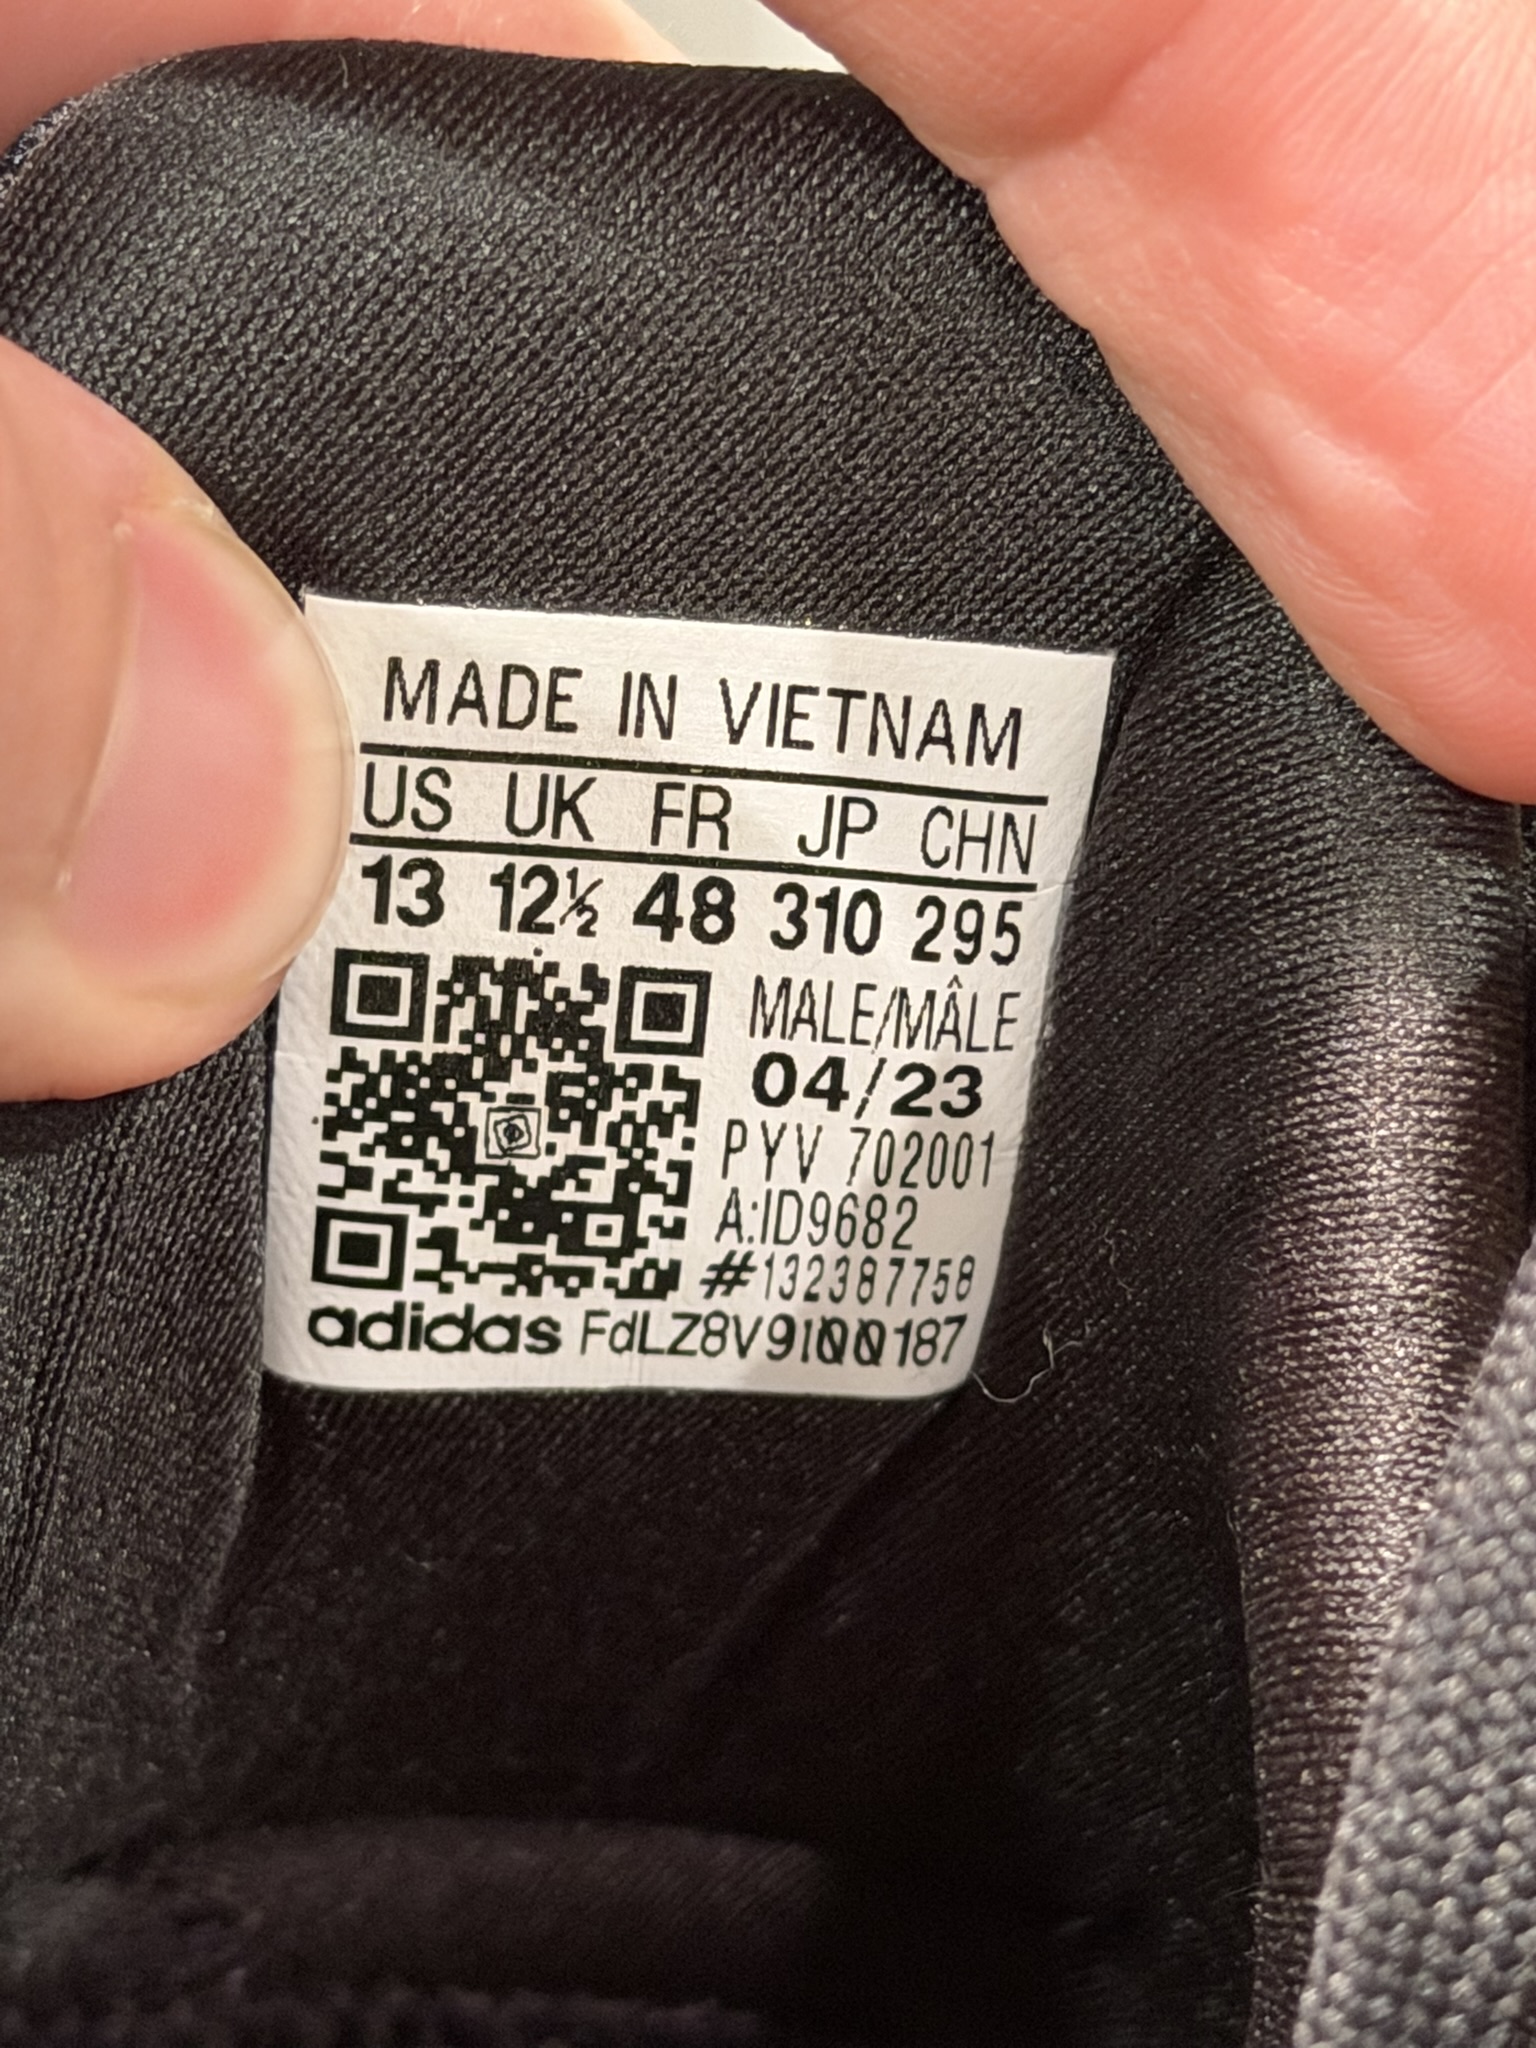 MADE IN VIETNAM
US UK FR JP CHN
13 12½ 48 310 295
MALE/MÂLE
04/23
PYV 702001
A:ID9682
#132387758
adidas FdLZ8V9I00187